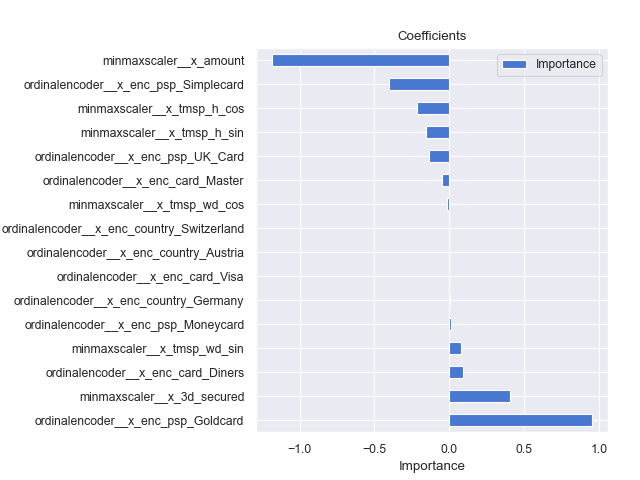 Coefficients
minmaxscaler__x_amount
ordinalencoder__x_enc_psp_Simplecard
minmaxscaler__x_tmsp_h_cos
minmaxscaler__x_tmsp_h_sin
ordinalencoder__x_enc_psp_UK_Card
ordinalencoder__x_enc_card_Master
minmaxscaler__x_tmsp_wd_cos
ordinalencoder__x_enc_country_Switzerland
ordinalencoder__x_enc_country_Austria
ordinalencoder__x_enc_card_Visa
ordinalencoder__x_enc_country_Germany
ordinalencoder__x_enc_psp_Moneycard
minmaxscaler__x_tmsp_wd_sin
ordinalencoder__x_enc_card_Diners
minmaxscaler__x_3d_secured
ordinalencoder__x_enc_psp_Goldcard
Importance
−1.0 −0.5 0.0 0.5 1.0
Importance